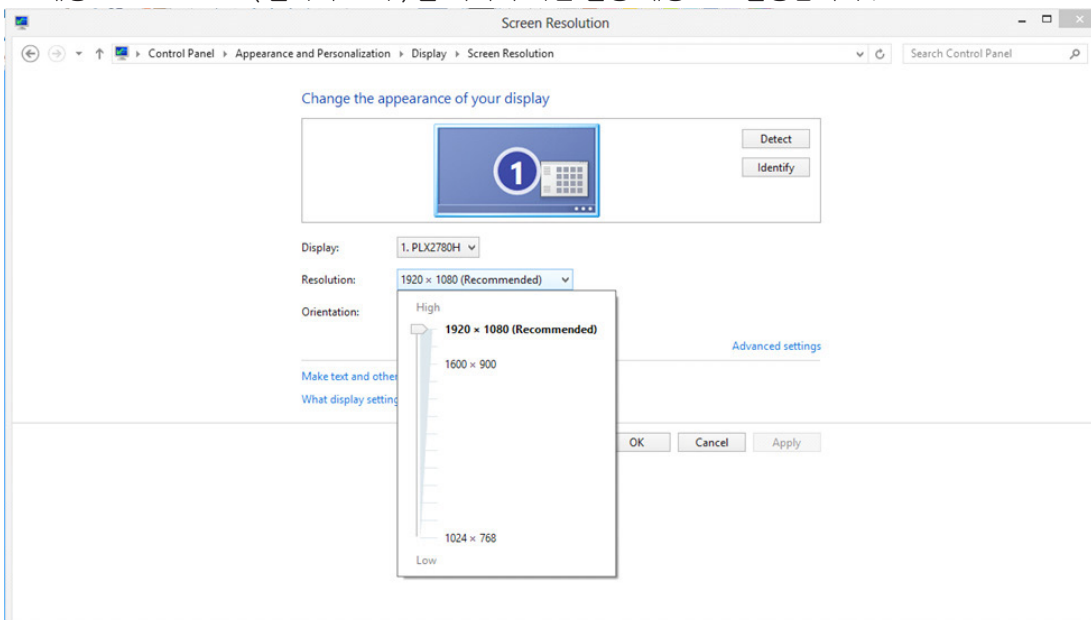 Screen Resolution
Control Panel ▸ Appearance and Personalization ▸ Display ▸ Screen Resolution
Search Control Panel
Change the appearance of your display
1
Detect
Identify
Display: 1. PLX2780H
Resolution: 1920 × 1080 (Recommended)
Orientation:
High
1920 × 1080 (Recommended)
1600 × 900
1024 × 768
Low
Advanced settings
Make text and other
What display setting
OK Cancel Apply